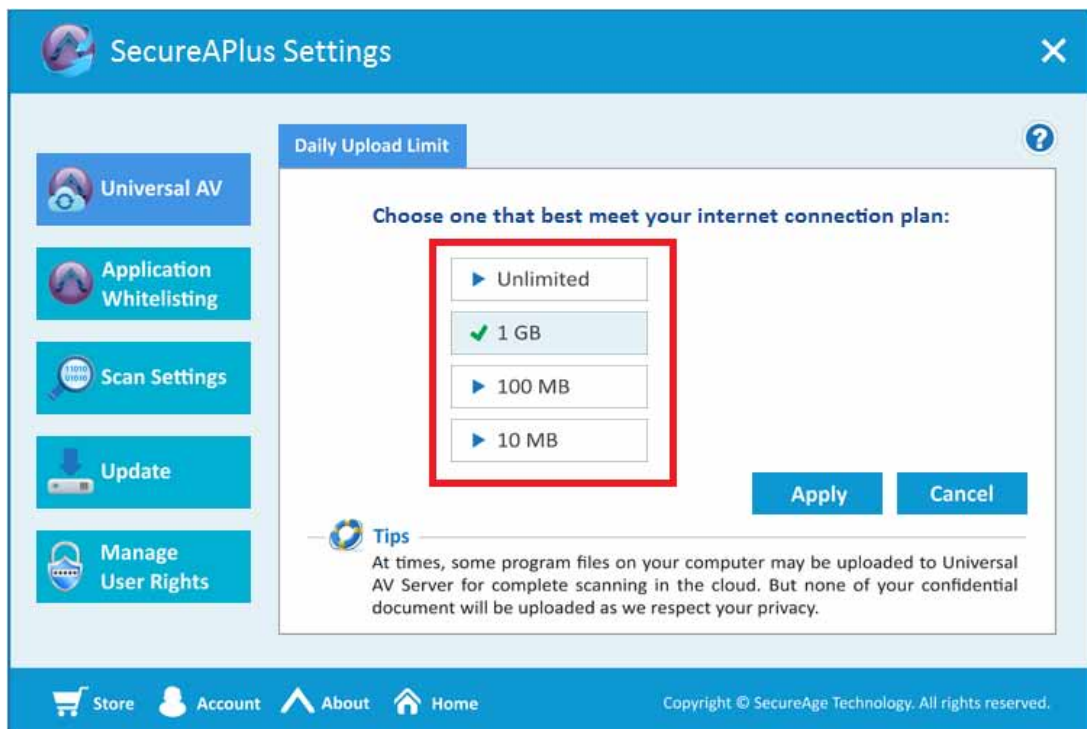 SecureAPlus Settings
Daily Upload Limit
Universal AV
Application
Whitelisting
Scan Settings
Update
Manage
User Rights
Choose one that best meet your internet connection plan:
Unlimited
1 GB
100 MB
10 MB
Apply
Cancel
Tips
At times, some program files on your computer may be uploaded to Universal
AV Server for complete scanning in the cloud. But none of your confidential
document will be uploaded as we respect your privacy.
Store
Account
About
Home
Copyright © SecureAge Technology. All rights reserved.